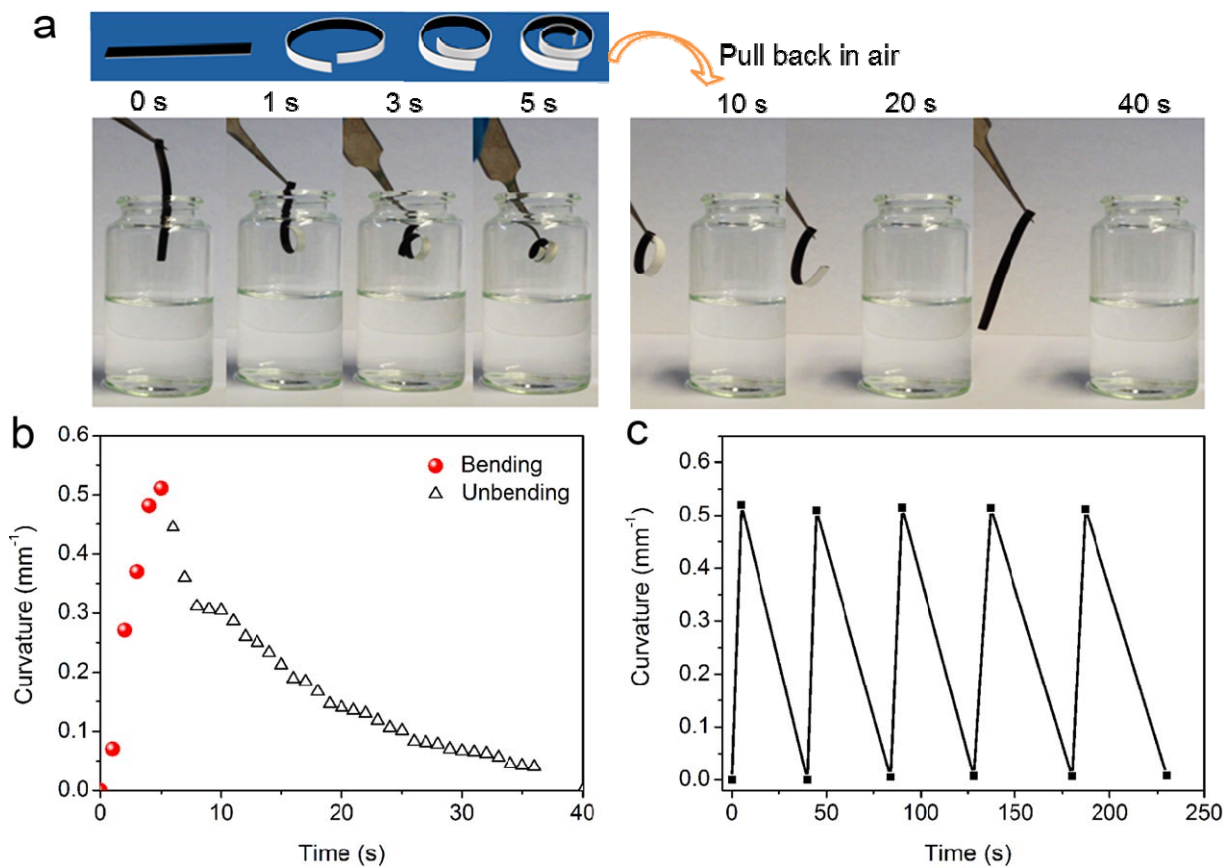 a
Pull back in air
0 s 1 s 3 s 5 s 10 s 20 s 40 s
b
0.6
0.5
0.4
0.3
0.2
0.1
0.0
Curvature (mm⁻¹)
Bending
Unbending
0 10 20 30 40
Time (s)
c
0.6
0.5
0.4
0.3
0.2
0.1
0.0
Curvature (mm⁻¹)
0 50 100 150 200 250
Time (s)